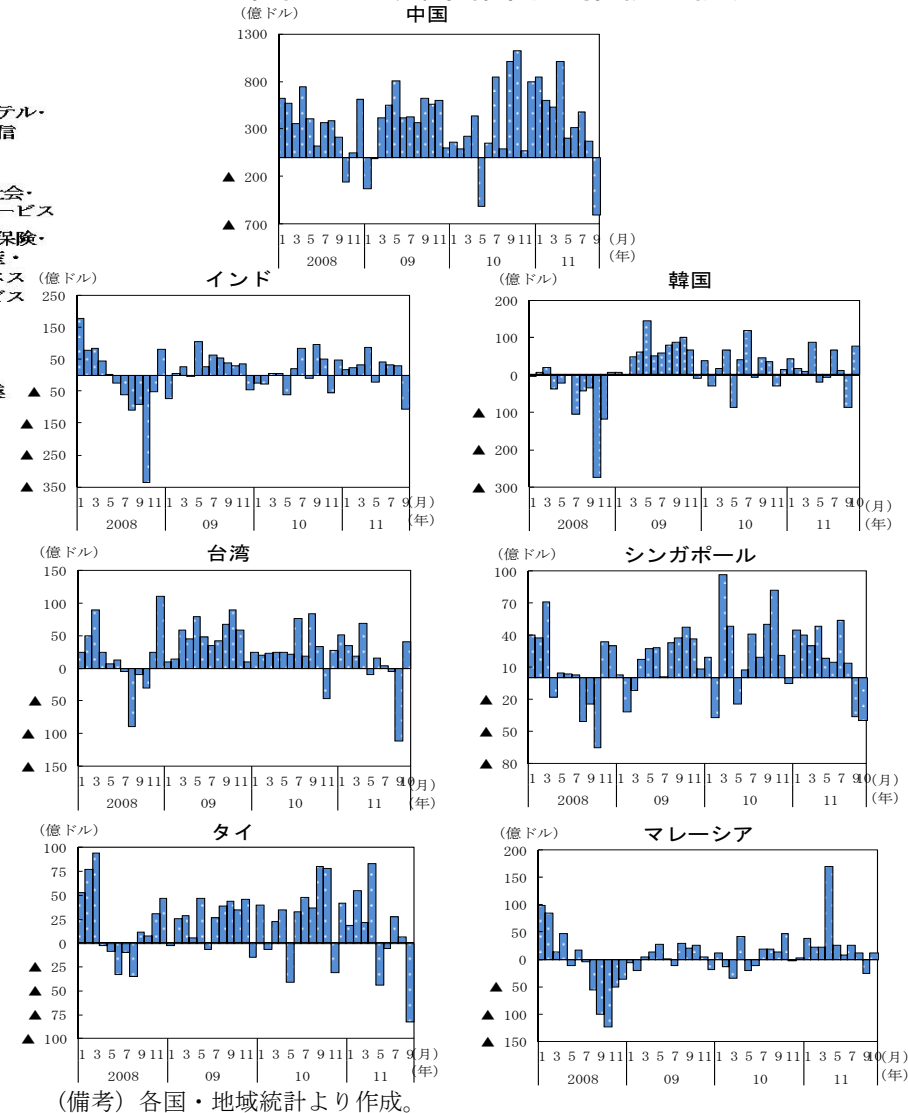 (億ドル) 中国
1300
800
300
▲ 200
▲ 700
1 3 5 7 9 11 1 3 5 7 9 11 1 3 5 7 9 11 1 3 5 7 9 (月)
2008 09 10 11 (年)
テル・
信
会・
ービス
保険・
・
ス
ス
(億ドル) インド
250
150
50
▲ 50
▲ 150
▲ 250
▲ 350
1 3 5 7 9 11 1 3 5 7 9 11 1 3 5 7 9 11 1 3 5 7 9 (月)
2008 09 10 11 (年)
(億ドル) 韓国
200
100
0
▲ 100
▲ 200
▲ 300
1 3 5 7 9 11 1 3 5 7 9 11 1 3 5 7 9 11 1 3 5 7 9 10 (月)
2008 09 10 11 (年)
(億ドル) 台湾
150
100
50
0
▲ 50
▲ 100
▲ 150
1 3 5 7 9 11 1 3 5 7 9 11 1 3 5 7 9 11 1 3 5 7 9 10 (月)
2008 09 10 11 (年)
(億ドル) シンガポール
100
70
40
10
▲ 20
▲ 50
▲ 80
1 3 5 7 9 11 1 3 5 7 9 11 1 3 5 7 9 11 1 3 5 7 9 10 (月)
2008 09 10 11 (年)
(億ドル) タイ
100
75
50
25
0
▲ 25
▲ 50
▲ 75
▲ 100
1 3 5 7 9 11 1 3 5 7 9 11 1 3 5 7 9 11 1 3 5 7 9 (月)
2008 09 10 11 (年)
(億ドル) マレーシア
200
150
100
50
0
▲ 50
▲ 100
▲ 150
1 3 5 7 9 11 1 3 5 7 9 11 1 3 5 7 9 11 1 3 5 7 9 10 (月)
2008 09 10 11 (年)
(備考) 各国・地域統計より作成。